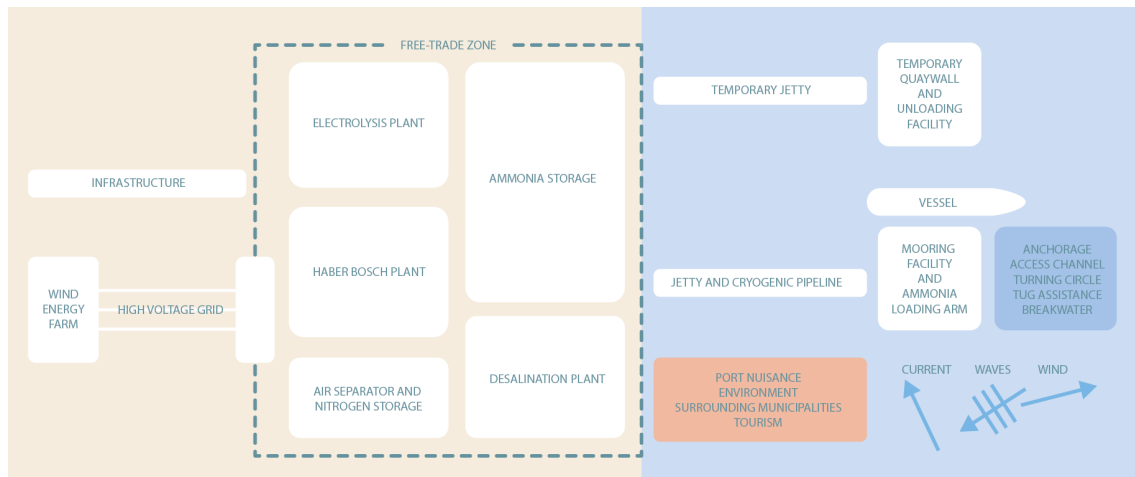 FREE-TRADE ZONE
INFRASTRUCTURE
WIND
ENERGY
FARM
HIGH VOLTAGE GRID
ELECTROLYSIS PLANT
HABER BOSCH PLANT
AIR SEPARATOR AND
NITROGEN STORAGE
AMMONIA STORAGE
DESALINATION PLANT
TEMPORARY JETTY
TEMPORARY
QUAYWALL
AND
UNLOADING
FACILITY
VESSEL
JETTY AND CRYOGENIC PIPELINE
MOORING
FACILITY
AND
AMMONIA
LOADING ARM
ANCHORAGE
ACCESS CHANNEL
TURNING CIRCLE
TUG ASSISTANCE
BREAKWATER
PORT NUISANCE
ENVIRONMENT
SURROUNDING MUNICIPALITIES
TOURISM
CURRENT
WAVES
WIND